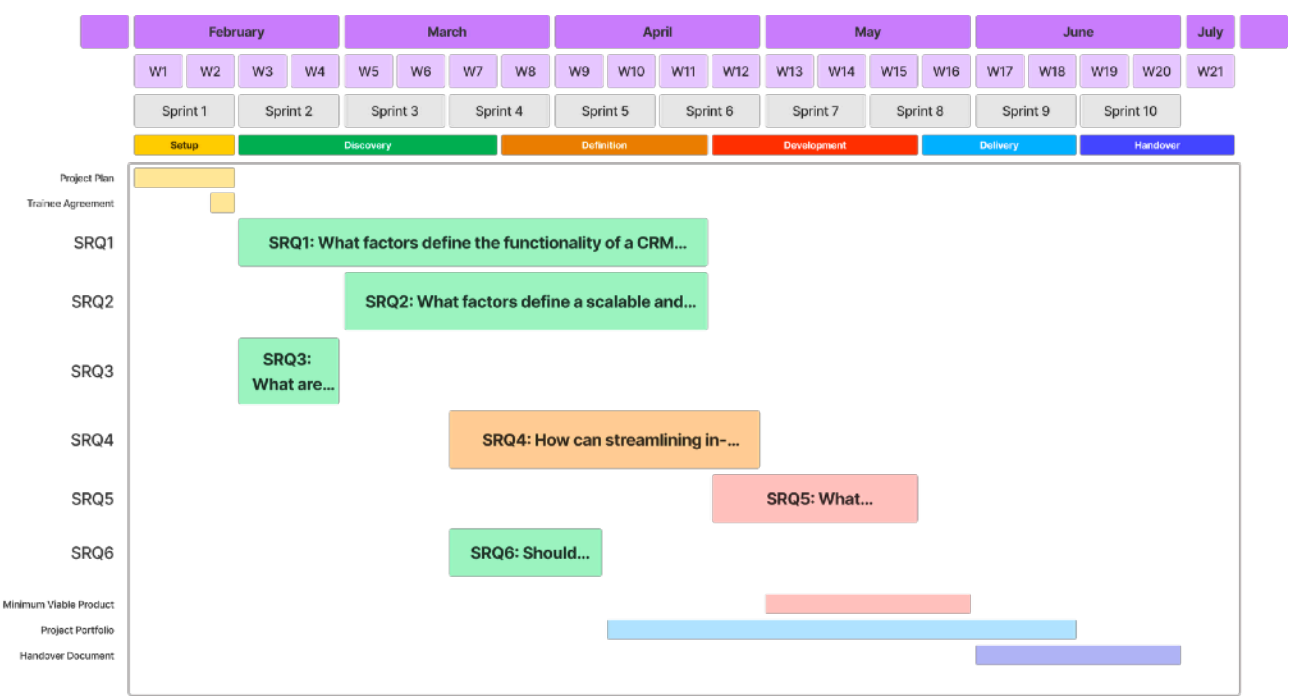 February March April May June July
W1 W2 W3 W4 W5 W6 W7 W8 W9 W10 W11 W12 W13 W14 W15 W16 W17 W18 W19 W20 W21
Sprint 1 Sprint 2 Sprint 3 Sprint 4 Sprint 5 Sprint 6 Sprint 7 Sprint 8 Sprint 9 Sprint 10
Setup Discovery Definition Development Delivery Handover
Project Plan
Trainee Agreement
SRQ1 SRQ1: What factors define the functionality of a CRM...
SRQ2 SRQ2: What factors define a scalable and...
SRQ3:
SRQ3
What are...
SRQ4 SRQ4: How can streamlining in-...
SRQ5 SRQ5: What...
SRQ6 SRQ6: Should...
Minimum Viable Product
Project Portfolio
Handover Document